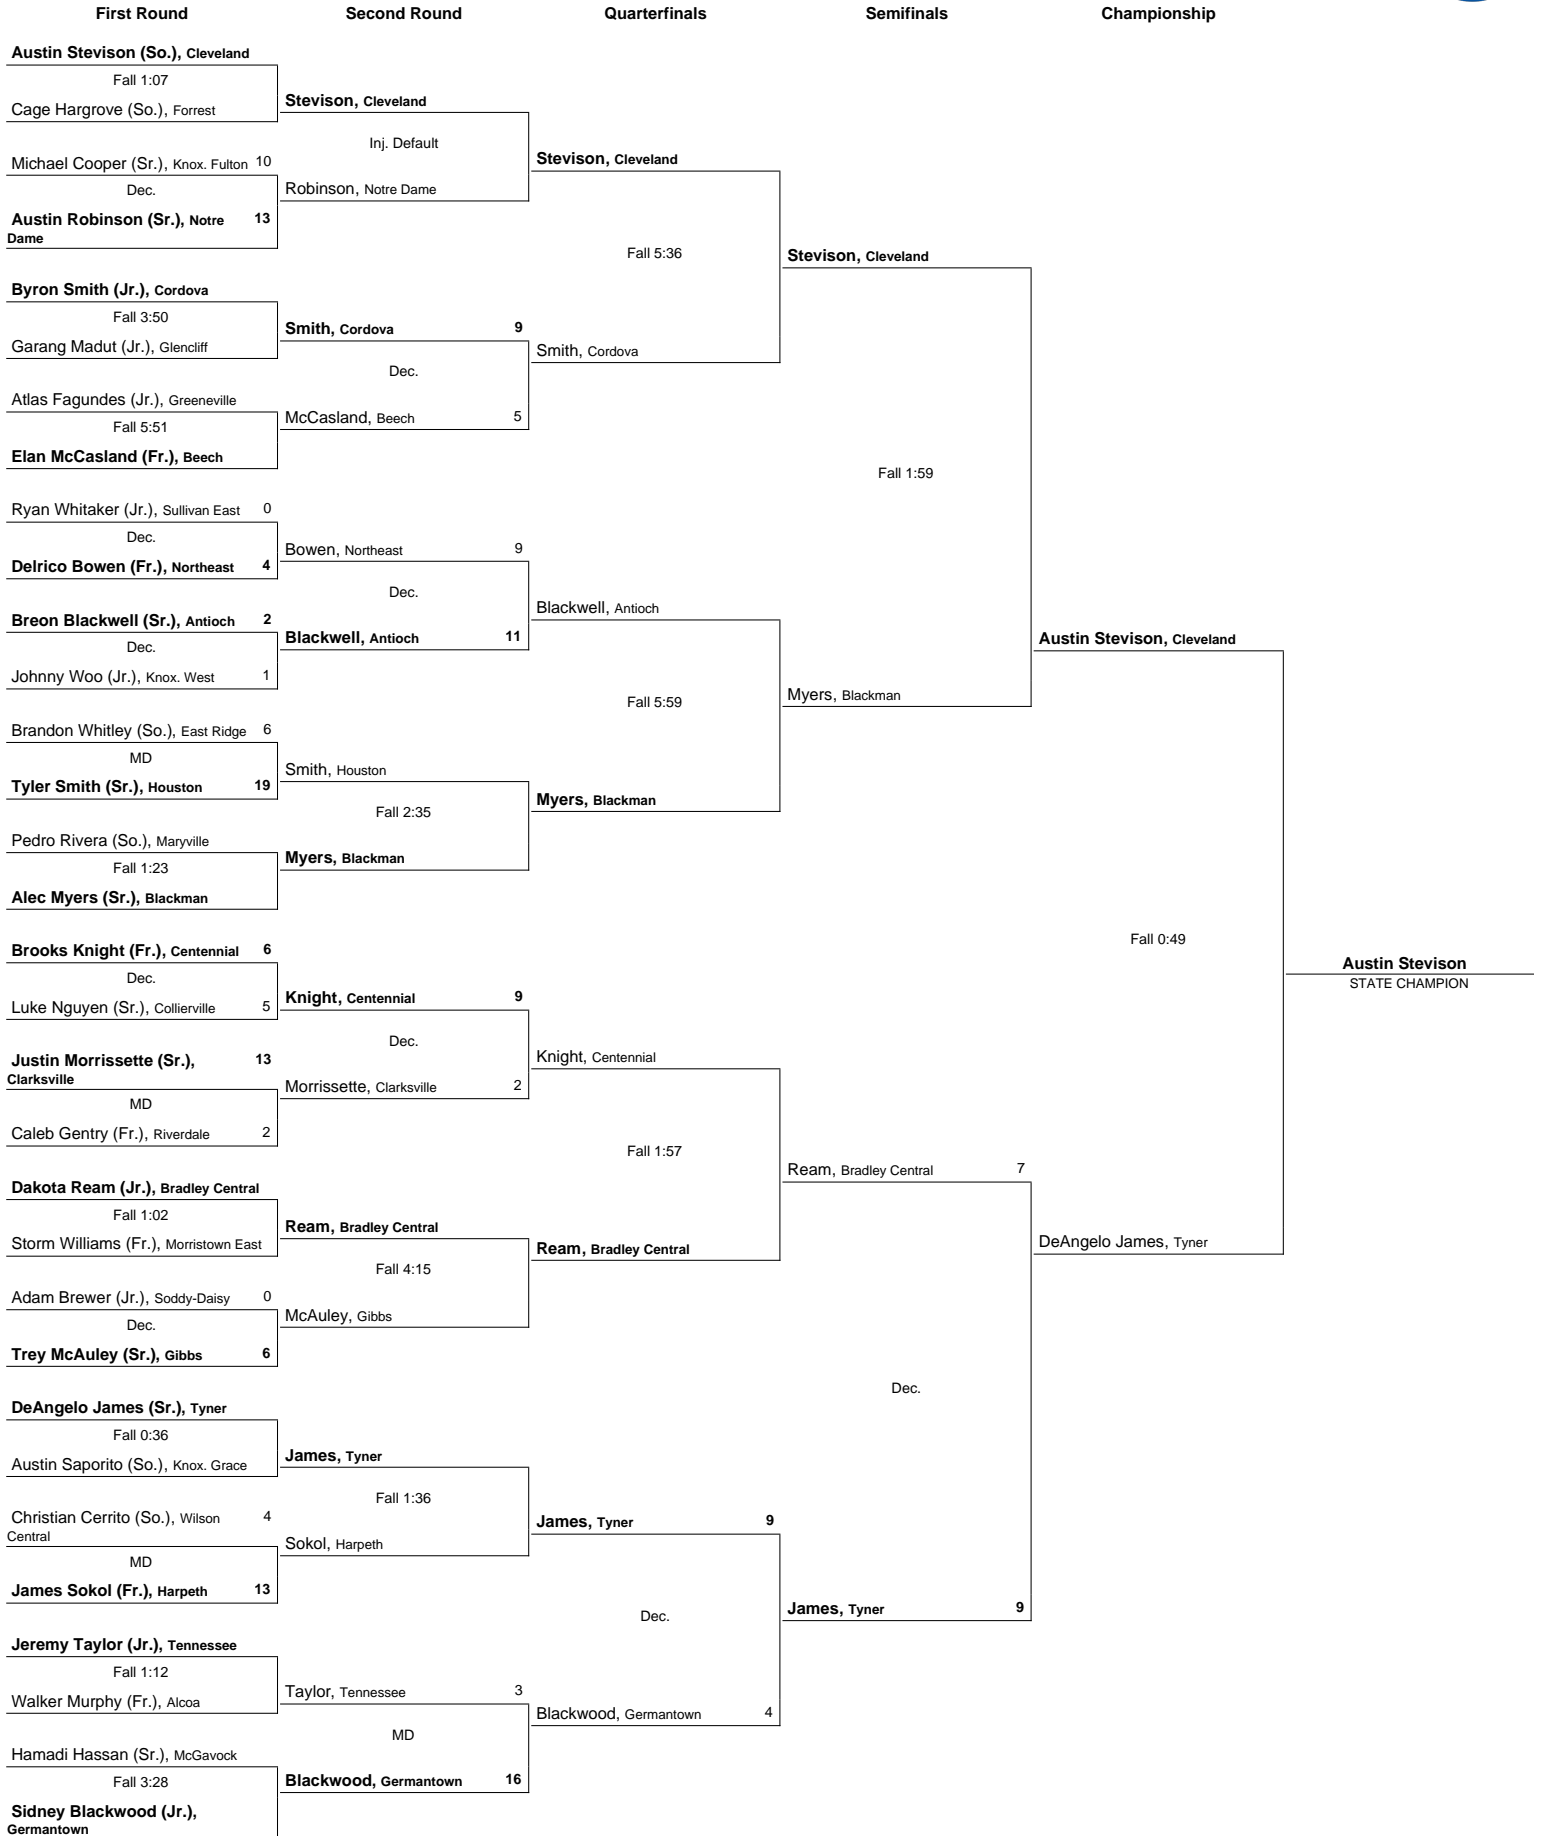 First Round Second Round Quarterfinals Semifinals Championship
Austin Stevison (So.), Cleveland
Fall 1:07
Cage Hargrove (So.), Forrest
Michael Cooper (Sr.), Knox. Fulton 10
Dec.
Austin Robinson (Sr.), Notre 13
Dame
Byron Smith (Jr.), Cordova
Fall 3:50
Garang Madut (Jr.), Glencliff
Atlas Fagundes (Jr.), Greeneville
Fall 5:51
Elan McCasland (Fr.), Beech
Ryan Whitaker (Jr.), Sullivan East 0
Dec.
Delrico Bowen (Fr.), Northeast 4
Breon Blackwell (Sr.), Antioch 2
Dec.
Johnny Woo (Jr.), Knox. West 1
Brandon Whitley (So.), East Ridge 6
MD
Tyler Smith (Sr.), Houston 19
Pedro Rivera (So.), Maryville
Fall 1:23
Alec Myers (Sr.), Blackman
Brooks Knight (Fr.), Centennial 6
Dec.
Luke Nguyen (Sr.), Collierville 5
Justin Morrissette (Sr.), 13
Clarksville
MD
Caleb Gentry (Fr.), Riverdale 2
Dakota Ream (Jr.), Bradley Central
Fall 1:02
Storm Williams (Fr.), Morristown East
Adam Brewer (Jr.), Soddy-Daisy 0
Dec.
Trey McAuley (Sr.), Gibbs 6
DeAngelo James (Sr.), Tyner
Fall 0:36
Austin Saporito (So.), Knox. Grace
Christian Cerrito (So.), Wilson 4
Central
MD
James Sokol (Fr.), Harpeth 13
Jeremy Taylor (Jr.), Tennessee
Fall 1:12
Walker Murphy (Fr.), Alcoa
Hamadi Hassan (Sr.), McGavock
Fall 3:28
Sidney Blackwood (Jr.),
Germantown
Stevison, Cleveland
Inj. Default
Robinson, Notre Dame
Smith, Cordova 9
Dec.
McCasland, Beech 5
Bowen, Northeast 9
Dec.
Blackwell, Antioch 11
Smith, Houston
Fall 2:35
Myers, Blackman
Knight, Centennial 9
Dec.
Morrissette, Clarksville 2
Ream, Bradley Central
Fall 4:15
McAuley, Gibbs
James, Tyner
Fall 1:36
Sokol, Harpeth
Taylor, Tennessee 3
MD
Blackwood, Germantown 16
Stevison, Cleveland
Fall 5:36
Smith, Cordova
Blackwell, Antioch
Fall 5:59
Myers, Blackman
Knight, Centennial
Fall 1:57
Ream, Bradley Central
James, Tyner 9
Dec.
Blackwood, Germantown 4
Stevison, Cleveland
Fall 1:59
Myers, Blackman
Ream, Bradley Central 7
Dec.
James, Tyner 9
Austin Stevison, Cleveland
Fall 0:49
DeAngelo James, Tyner
Austin Stevison
STATE CHAMPION